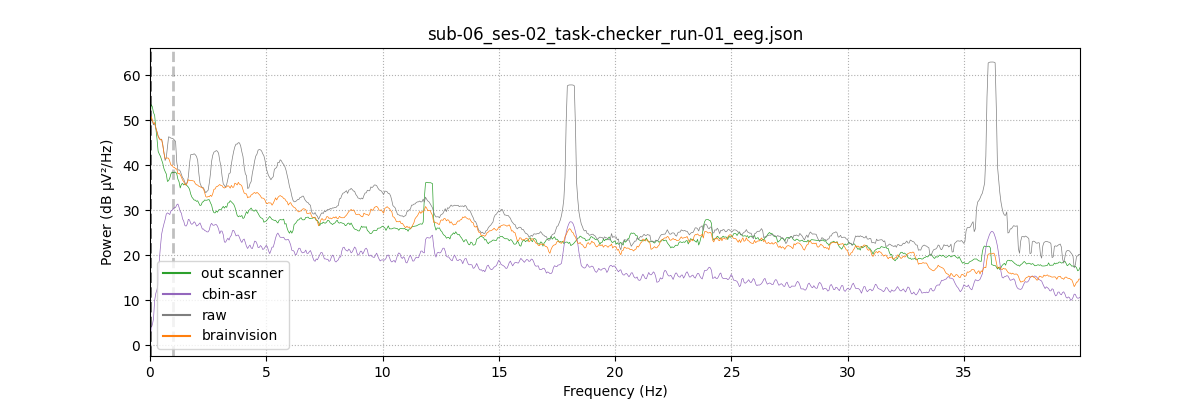 sub-06_ses-02_task-checker_run-01_eeg.json
Power (dB µV²/Hz)
60
50
40
30
20
10
0
out scanner
cbin-asr
raw
brainvision
0 5 10 15 20 25 30 35
Frequency (Hz)